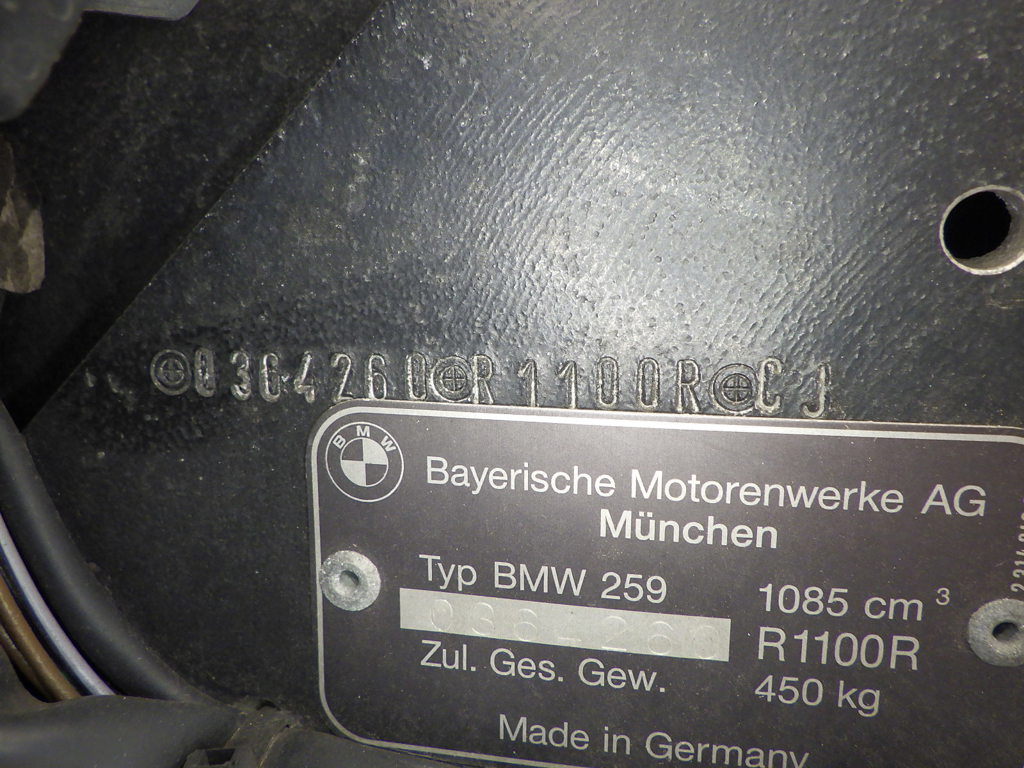 0364260 R1100R CJ
BMW
Bayerische Motorenwerke AG
München
Typ BMW 259 1085 cm³
0364260 R1100R
Zul. Ges. Gew. 450 kg
Made in Germany